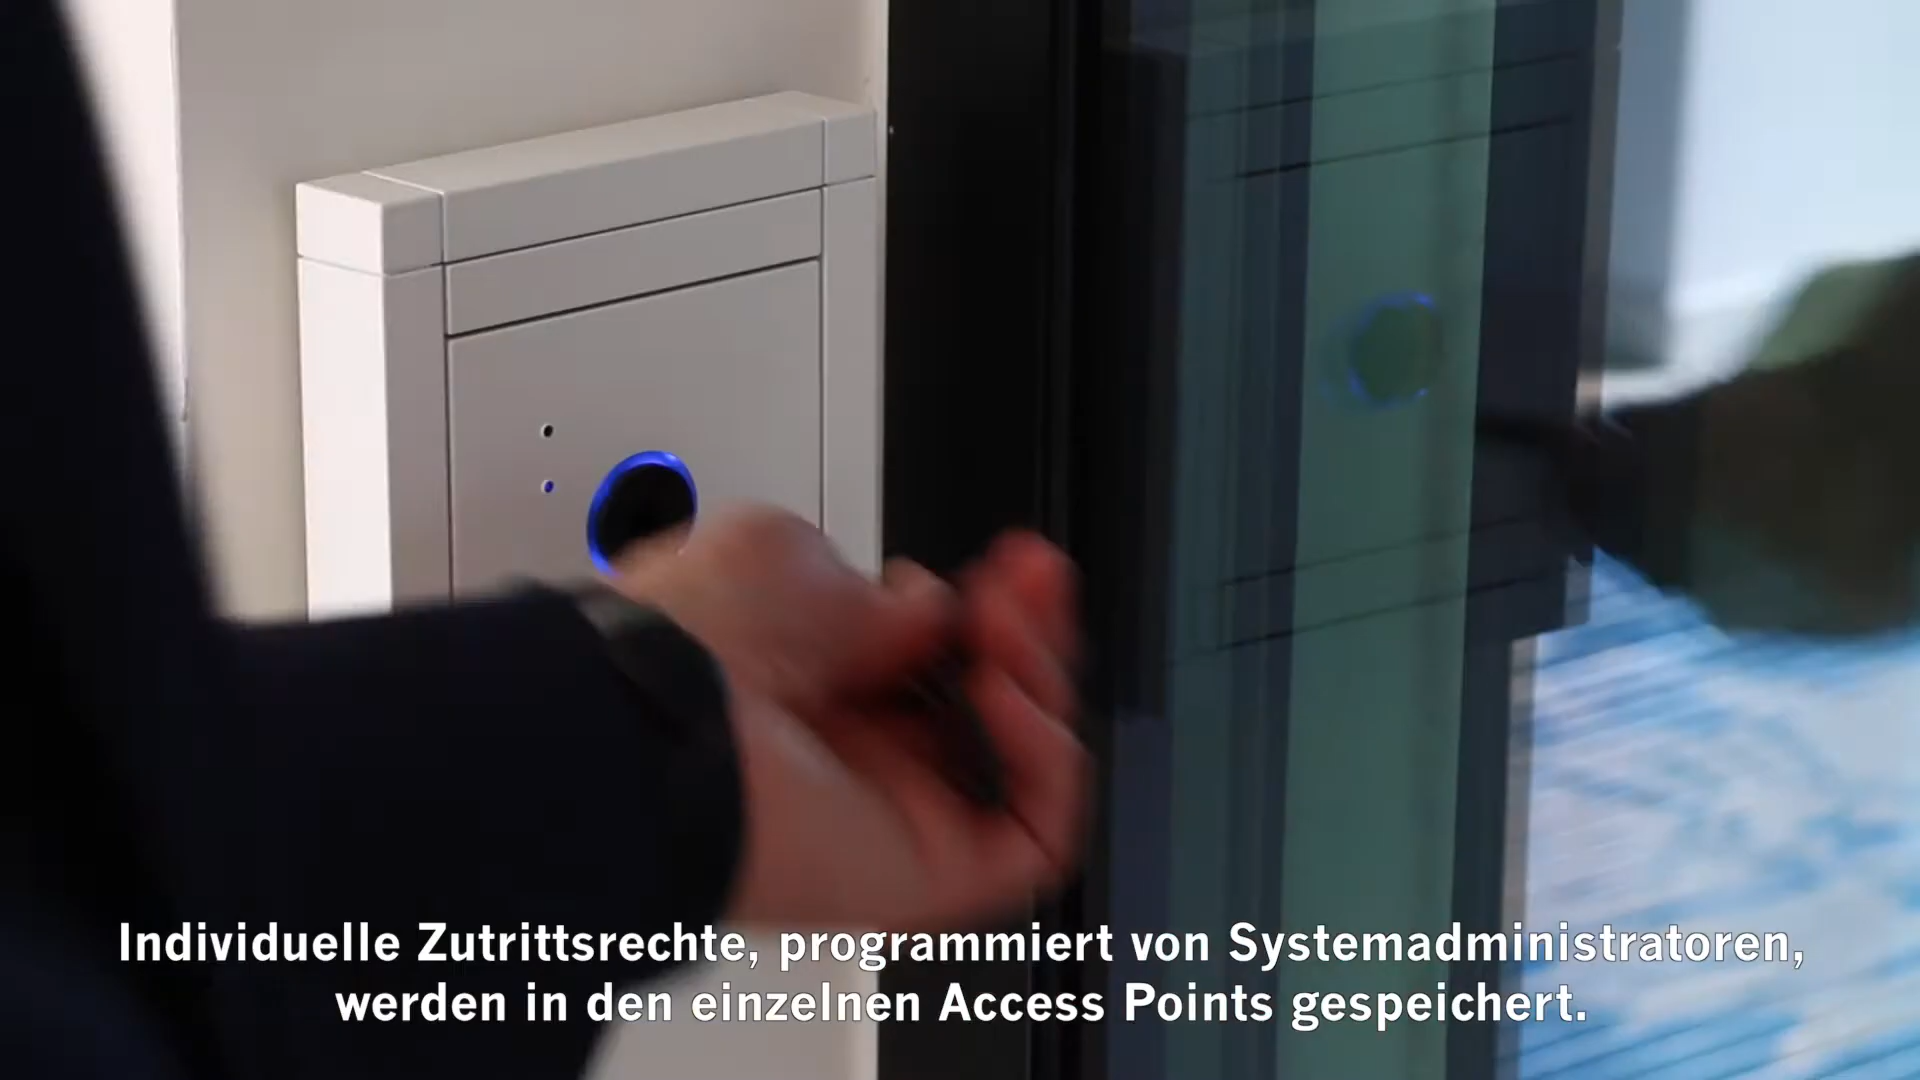 Individuelle Zutrittsrechte, programmiert von Systemadministratoren,
werden in den einzelnen Access Points gespeichert.